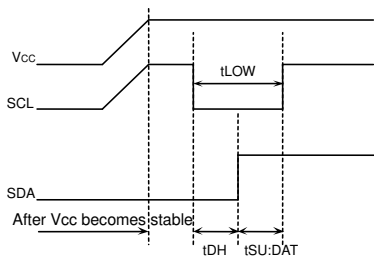 VCC
tLOW
SCL
SDA
After Vcc becomes stable
tDH
tSU:DAT